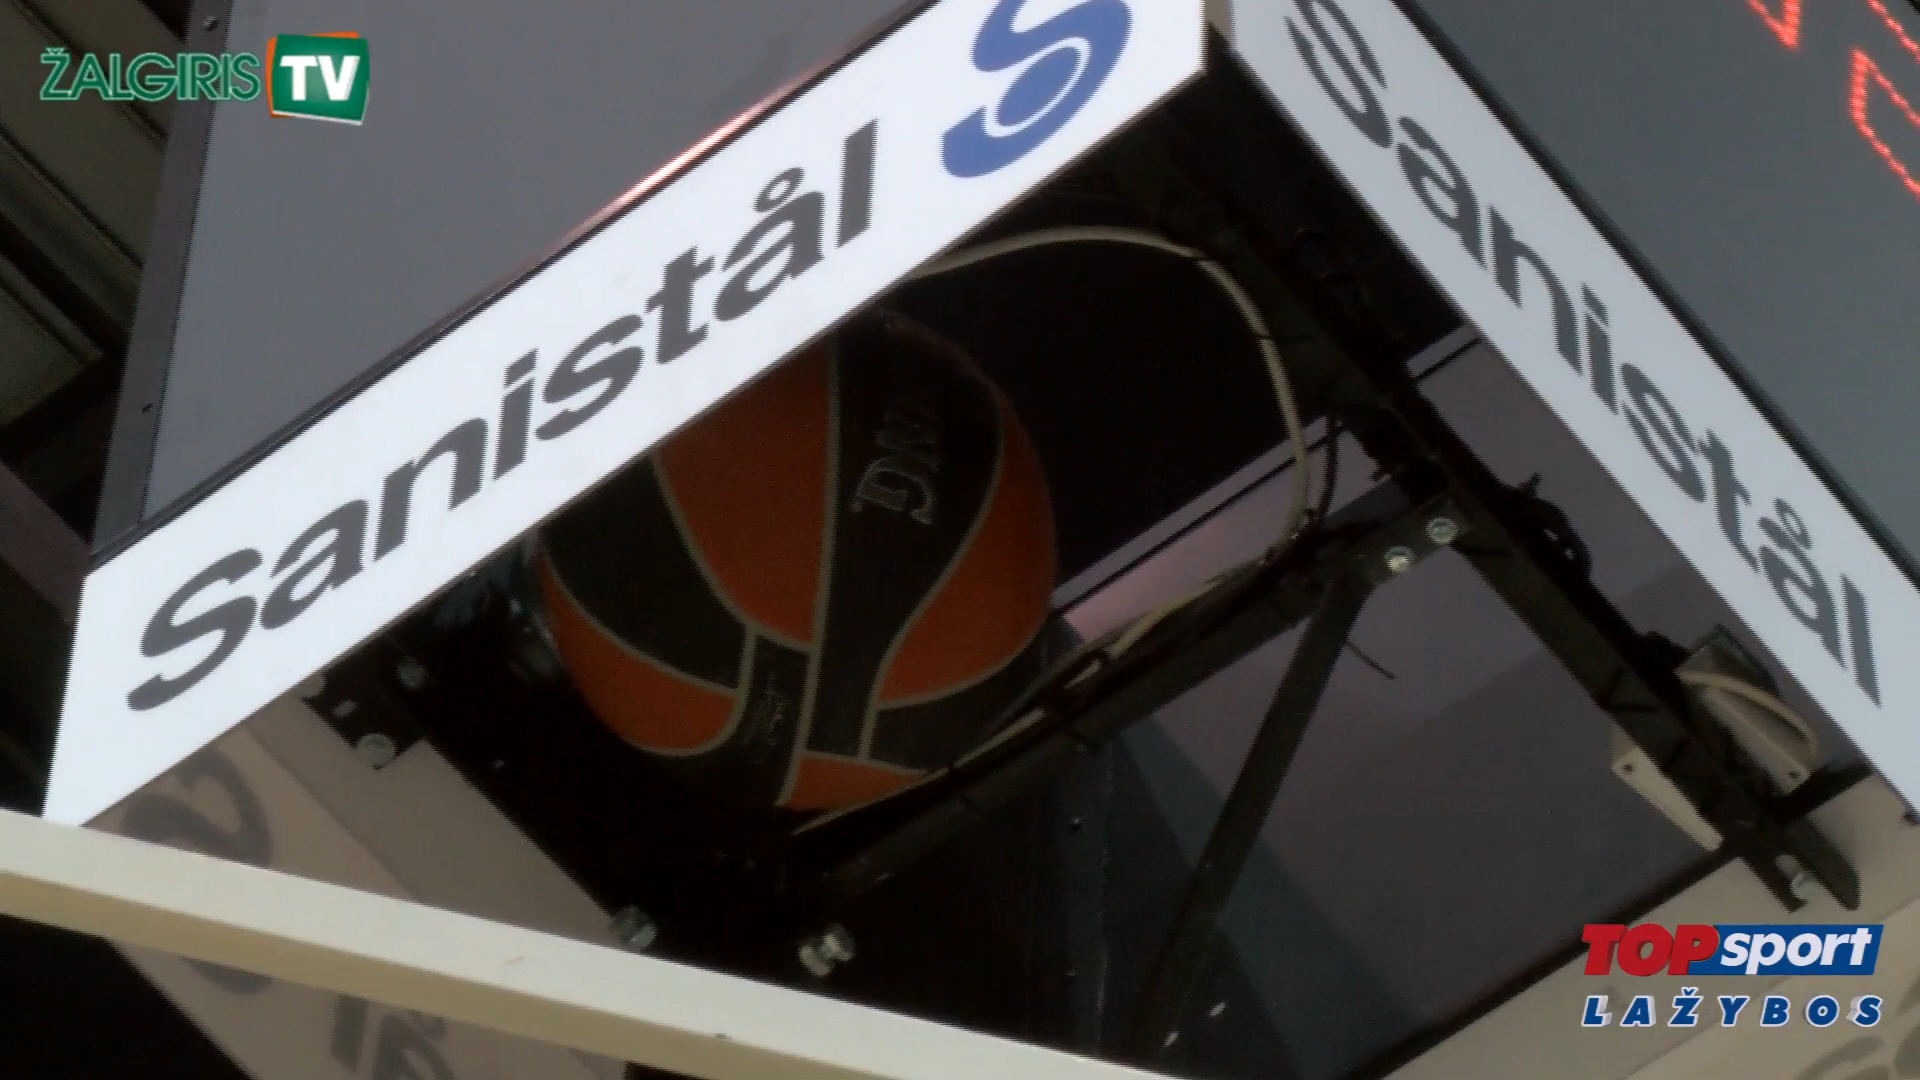 ŽALGIRIS TV
Sanistål
Sanistål
TOPsport
LAŽYBOS